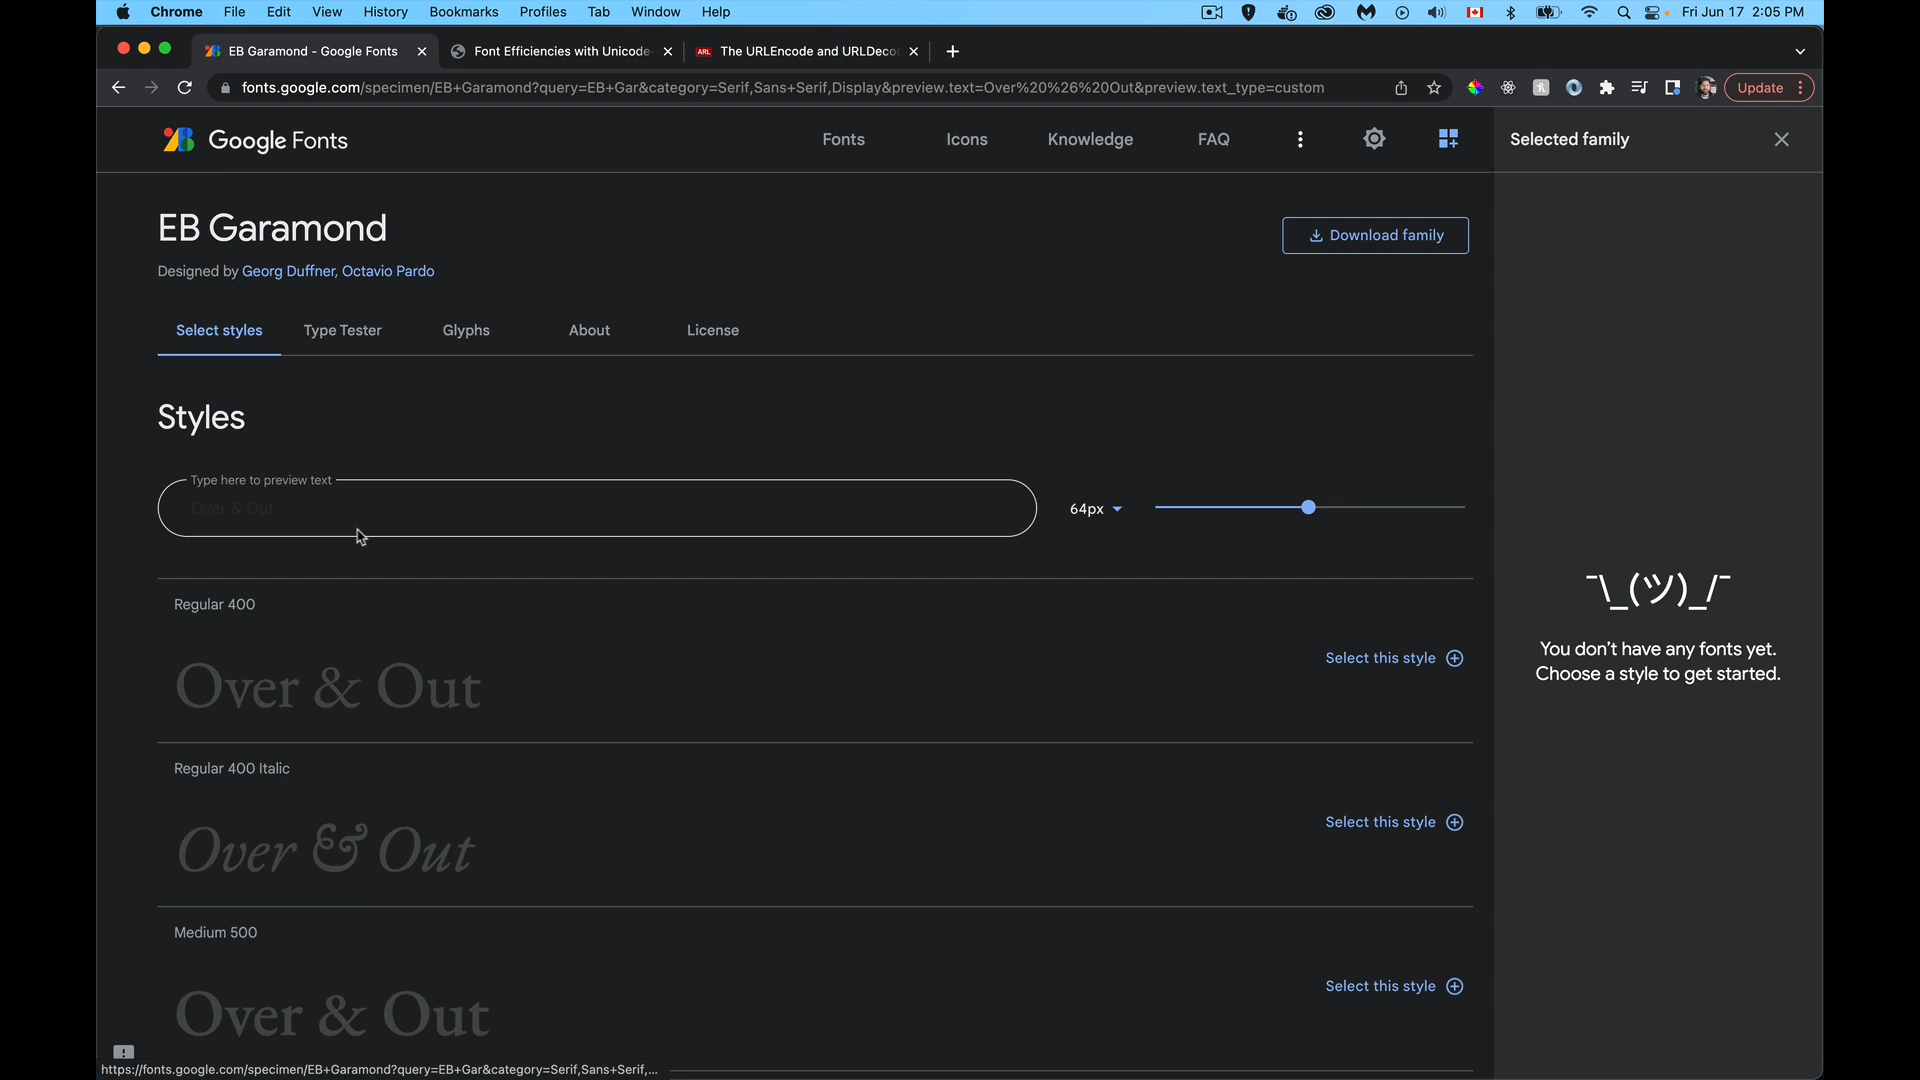 Chrome File Edit View History Bookmarks Profiles Tab Window Help Fri Jun 17 2:05 PM
EB Garamond - Google Fonts Font Efficiencies with Unicode- ARL The URLEncode and URLDeco
fonts.google.com/specimen/EB+Garamond?query=EB+Gar&category=Serif,Sans+Serif,Display&preview.text=Over%20%26%20Out&preview.text_type=custom Update
Google Fonts Fonts Icons Knowledge FAQ Selected family
EB Garamond
Download family
Designed by Georg Duffner, Octavio Pardo
Select styles Type Tester Glyphs About License
Styles
Type here to preview text
Over & Out 64px
Regular 400
Select this style
Over & Out
¯\_(ツ)_/¯
You don't have any fonts yet.
Choose a style to get started.
Regular 400 Italic
Select this style
Over & Out
Medium 500
Select this style
Over & Out
https://fonts.google.com/specimen/EB+Garamond?query=EB+Gar&category=Serif,Sans+Serif,...